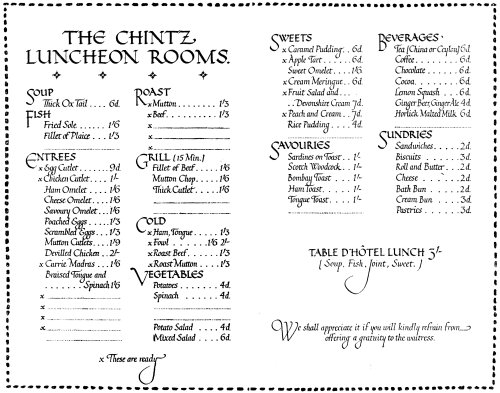 THE CHINTZ
LUNCHEON ROOMS.
SOUP
Thick Ox Tail .... 6d.
FISH
Fried Sole ...... 1/6
Fillet of Plaice ... 1/3
ENTREES
x Egg Cutlet ..... 9d
x Chicken Cutlet ... 1/-
Ham Omelet .... 1/6
Cheese Omelet ... 1/6
Savoury Omelet ... 1/6
Poached Eggs ..... 1/3
Scrambled Eggs ... 1/3
Mutton Cutlets ... 1/9
Devilled Chicken .. 2/-
x Currie Madras ... 1/6
Braised Tongue and
Spinach 1/6
x
x
x
x
ROAST
x Mutton ........ 1/3
x Beef .......... 1/3
x
x
x
GRILL (15 Min.)
Fillet of Beef .... 1/6
Mutton Chop .... 1/6
Thick Cutlet ..... 1/6
COLD
x Ham, Tongue ... 1/3
x Fowl ..... 1/6 2/-
x Roast Beef ..... 1/3
x Roast Mutton ... 1/3
VEGETABLES
Potatoes ....... 4d.
Spinach ....... 4d.
Potato Salad .... 4d
Mixed Salad .... 6d.
x These are ready
SWEETS
x Caramel Pudding .. 6d.
x Apple Tart ..... 6d.
Sweet Omelet .... 1/6
x Cream Meringue .. 6d.
x Fruit Salad and ...
.. Devonshire Cream 7d.
x Peach and Cream .. 7d.
Rice Pudding .... 4d.
SAVOURIES
Sardines on Toast .. 1/-
Scotch Woodcock .. 1/-
Bombay Toast ... 1/-
Ham Toast ...... 1/-
Tongue Toast .... 1/-
BEVERAGES
Tea (China or Ceylon) 6d
Coffee ......... 6d.
Chocolate ...... 6d.
Cocoa ......... 6d.
Lemon Squash ... 6d.
Ginger Beer, Ginger Ale 4d
Horlick Malted Milk 6d.
SUNDRIES
Sandwiches ..... 2d.
Biscuits ....... 3d.
Roll and Butter .. 2d.
Cheese ....... 2d.
Bath Bun ...... 2d.
Cream Bun .... 3d.
Pastries ....... 3d.
TABLE D'HÔTEL LUNCH 3/-
[Soup, Fish, Joint, Sweet.]
We shall appreciate it if you will kindly refrain from
offering a gratuity to the waitress.